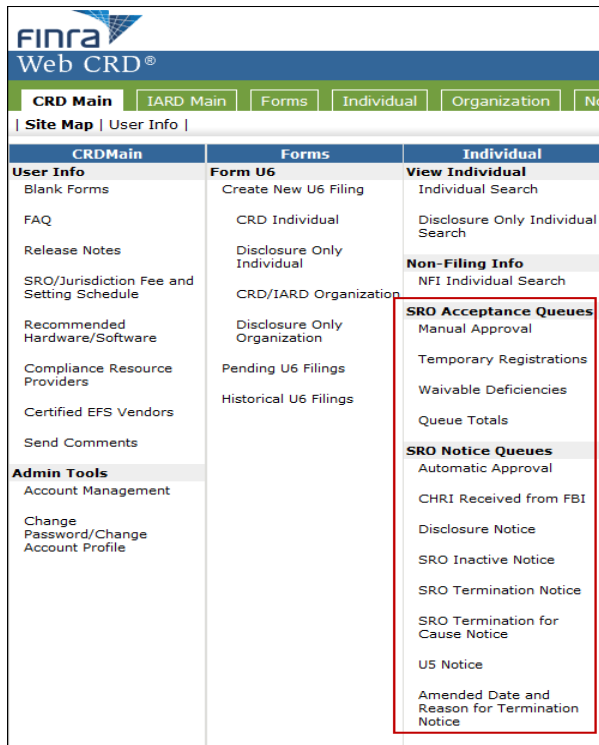 Finra
Web CRD®
CRD Main IARD Main Forms Individual Organization
| Site Map | User Info |
CRDMain
User Info
Blank Forms
FAQ
Release Notes
SRO/Jurisdiction Fee and
Setting Schedule
Recommended
Hardware/Software
Compliance Resource
Providers
Certified EFS Vendors
Send Comments
Admin Tools
Account Management
Change
Password/Change
Account Profile
Forms
Form U6
Create New U6 Filing
CRD Individual
Disclosure Only
Individual
CRD/IARD Organization
Disclosure Only
Organization
Pending U6 Filings
Historical U6 Filings
Individual
View Individual
Individual Search
Disclosure Only Individual
Search
Non-Filing Info
NFI Individual Search
SRO Acceptance Queues
Manual Approval
Temporary Registrations
Waivable Deficiencies
Queue Totals
SRO Notice Queues
Automatic Approval
CHRI Received from FBI
Disclosure Notice
SRO Inactive Notice
SRO Termination Notice
SRO Termination for
Cause Notice
U5 Notice
Amended Date and
Reason for Termination
Notice